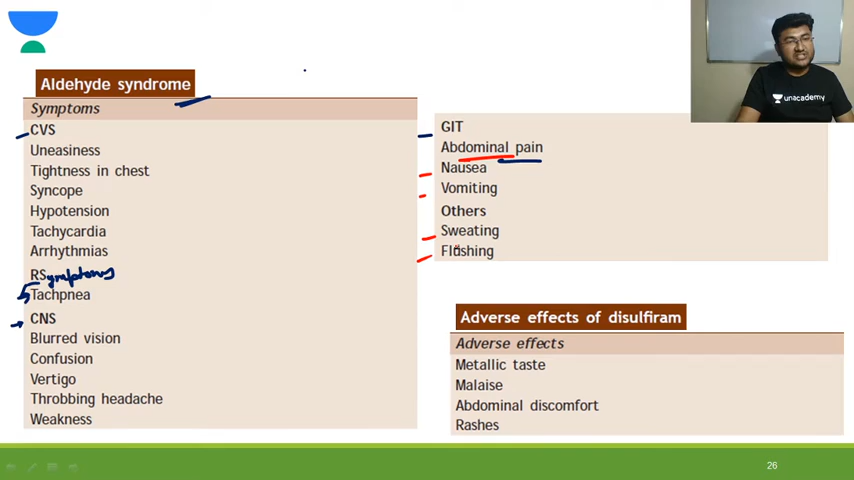 Aldehyde syndrome
Symptoms
CVS
Uneasiness
Tightness in chest
Syncope
Hypotension
Tachycardia
Arrhythmias
RSymptoms
Tachpnea
CNS
Blurred vision
Confusion
Vertigo
Throbbing headache
Weakness
GIT
Abdominal pain
Nausea
Vomiting
Others
Sweating
Flushing
Adverse effects of disulfiram
Adverse effects
Metallic taste
Malaise
Abdominal discomfort
Rashes
unacademy
26